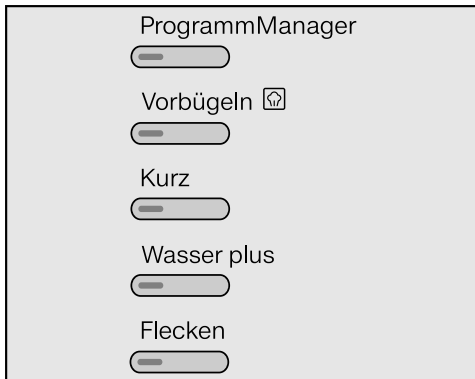 ProgrammManager
Vorbügeln
Kurz
Wasser plus
Flecken